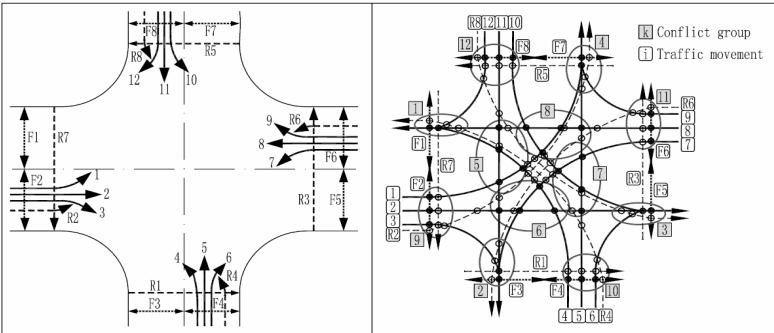 F8
F7
R8
R5
12
11
10
F1
R7
9
8
7
R6
F6
F2
1
2
3
R2
R3
F5
4
5
6
R4
R1
F3
F4
R8 12 11 10
k Conflict group
i Traffic movement
12
F8
F7
4
R5
1
8
11
R6
9
8
7
F1
R7
5
7
F6
R3
F5
F2
1
2
3
R2
9
6
3
R1
2
F3
F4
10
4 5 6 R4